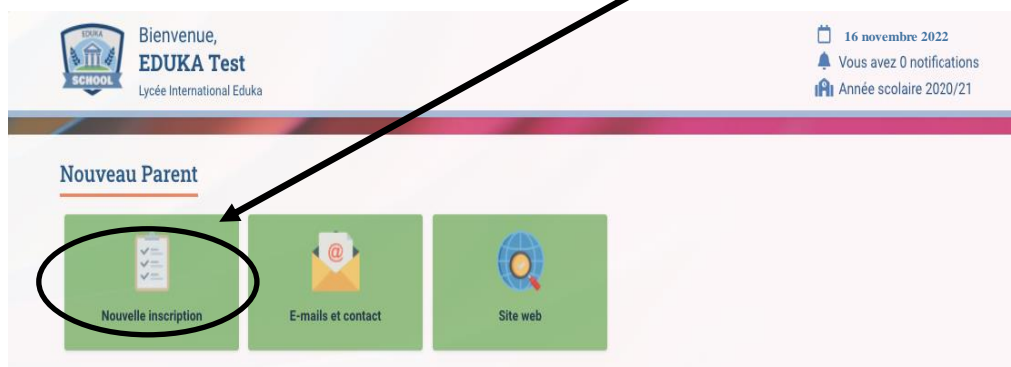 EDUKA
SCHOOL
Bienvenue,
EDUKA Test
Lycée International Eduka
16 novembre 2022
Vous avez 0 notifications
Année scolaire 2020/21
Nouveau Parent
Nouvelle inscription
@
E-mails et contact
Site web